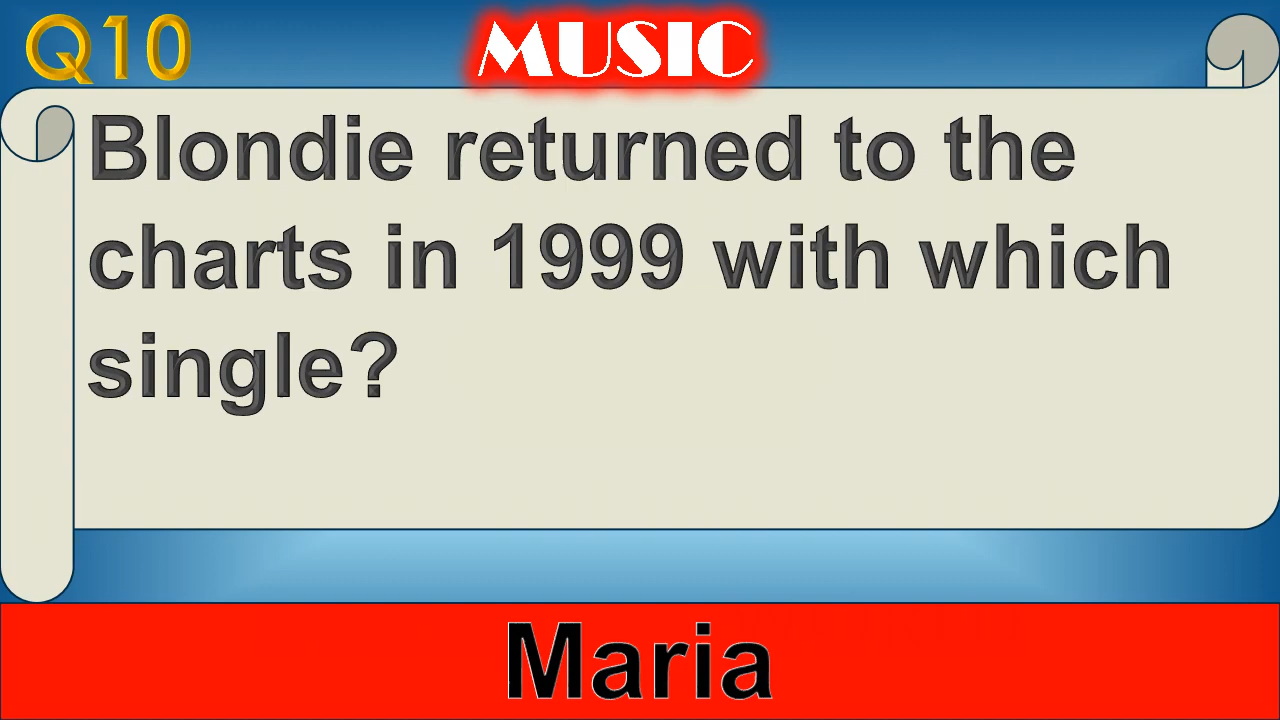 Q10
MUSIC
Blondie returned to the
charts in 1999 with which
single?
Maria